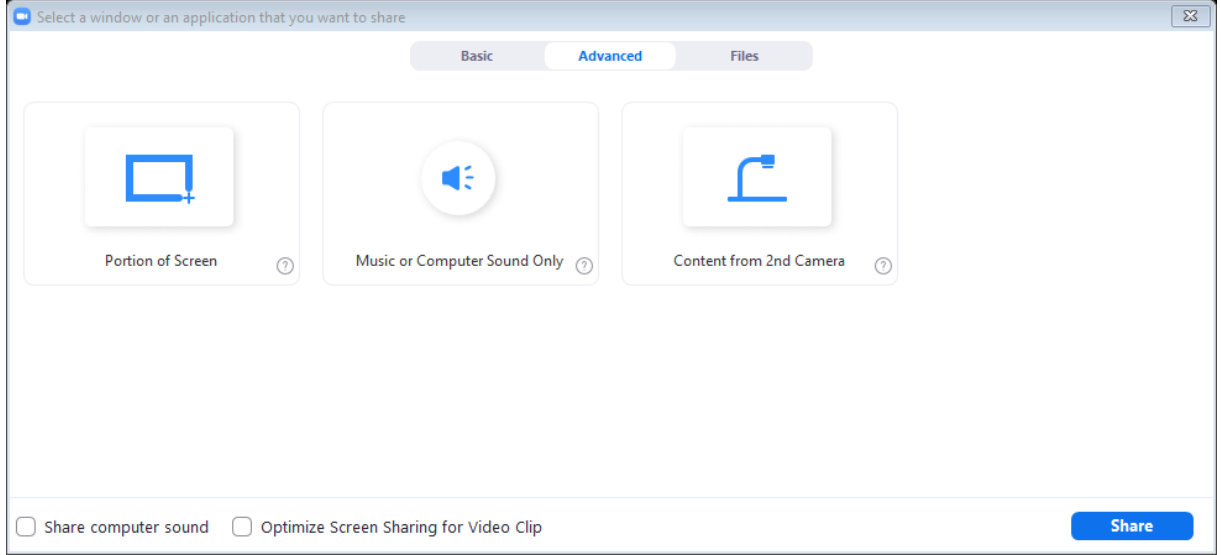 Select a window or an application that you want to share
Basic
Advanced
Files
Portion of Screen
?
Music or Computer Sound Only
?
Content from 2nd Camera
?
Share computer sound
Optimize Screen Sharing for Video Clip
Share